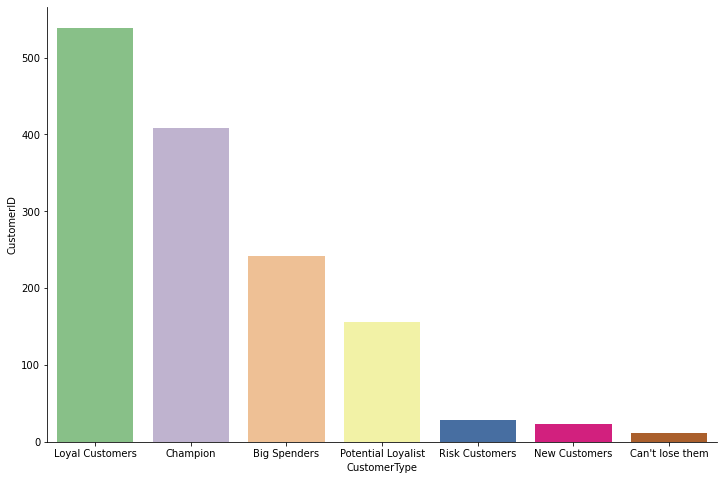 500
400
300
200
100
0
CustomerID
Loyal Customers Champion Big Spenders Potential Loyalist Risk Customers New Customers Can't lose them
CustomerType